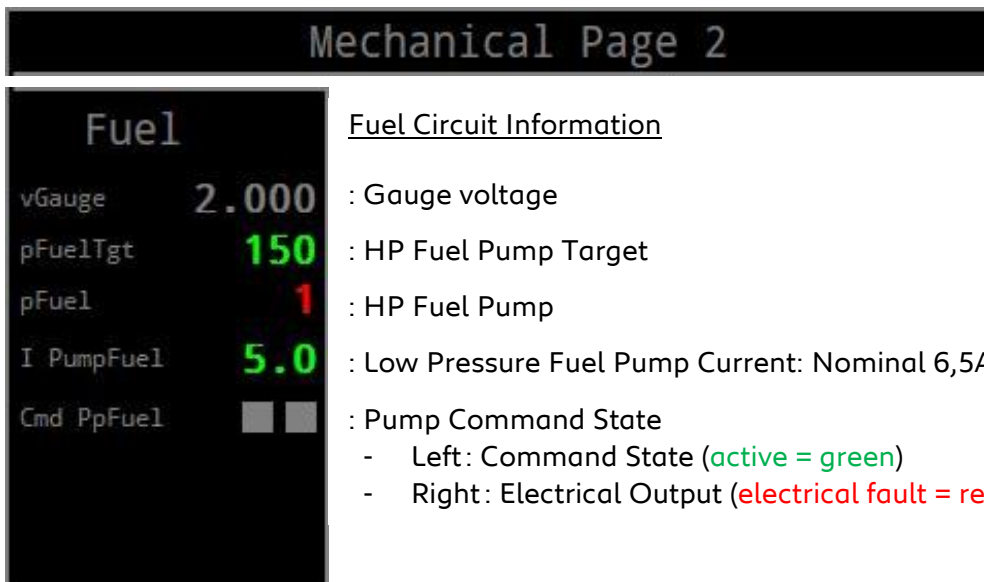 Mechanical Page 2
Fuel
Fuel Circuit Information
vGauge 2.000 : Gauge voltage
pFuelTgt 150 : HP Fuel Pump Target
pFuel 1 : HP Fuel Pump
I PumpFuel 5.0 : Low Pressure Fuel Pump Current: Nominal 6,5A
Cmd PpFuel : Pump Command State
- Left: Command State (active = green)
- Right: Electrical Output (electrical fault = re